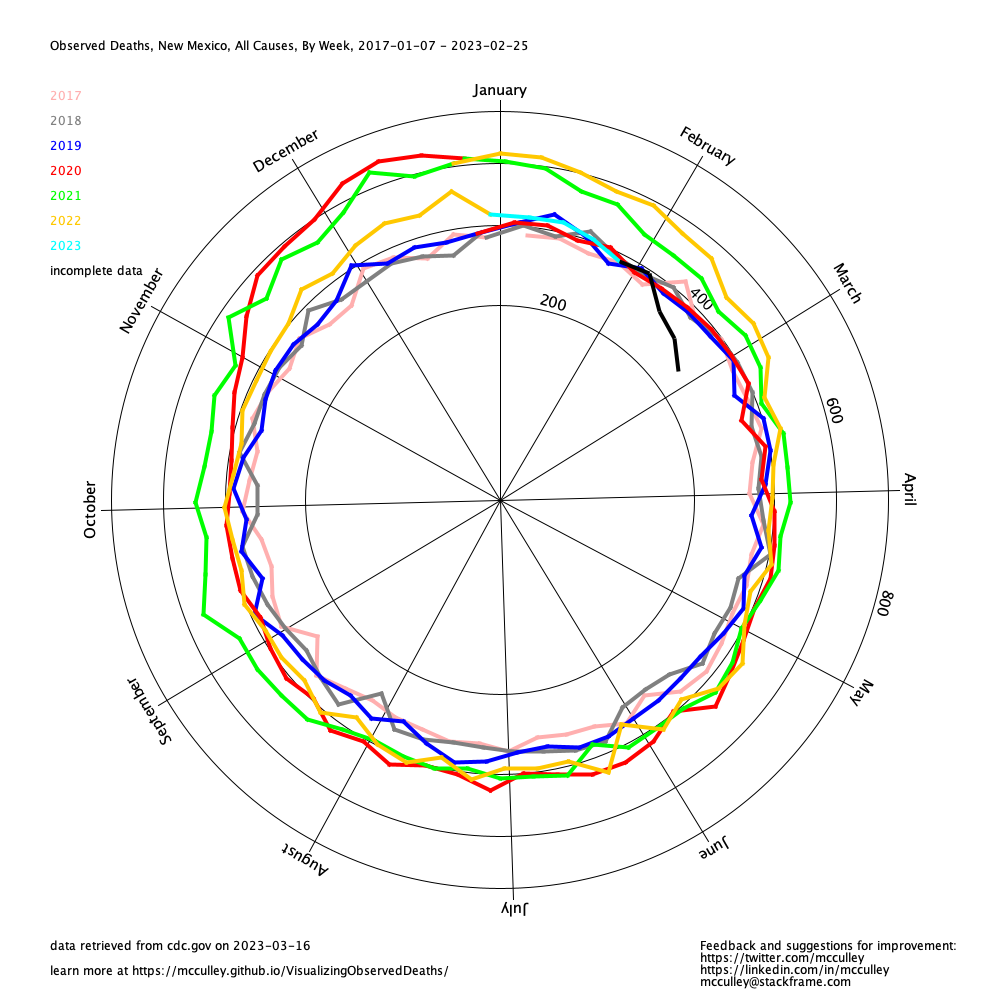 Observed Deaths, New Mexico, All Causes, By Week, 2017-01-07 - 2023-02-25
January
2017
2018
2019
2020
2021
2022
2023
incomplete data
February
March
April
May
June
July
August
September
October
November
December
200
400
600
800
data retrieved from cdc.gov on 2023-03-16
learn more at https://mcculley.github.io/VisualizingObservedDeaths/
Feedback and suggestions for improvement:
https://twitter.com/mcculley
https://linkedin.com/in/mcculley
mcculley@stackframe.com